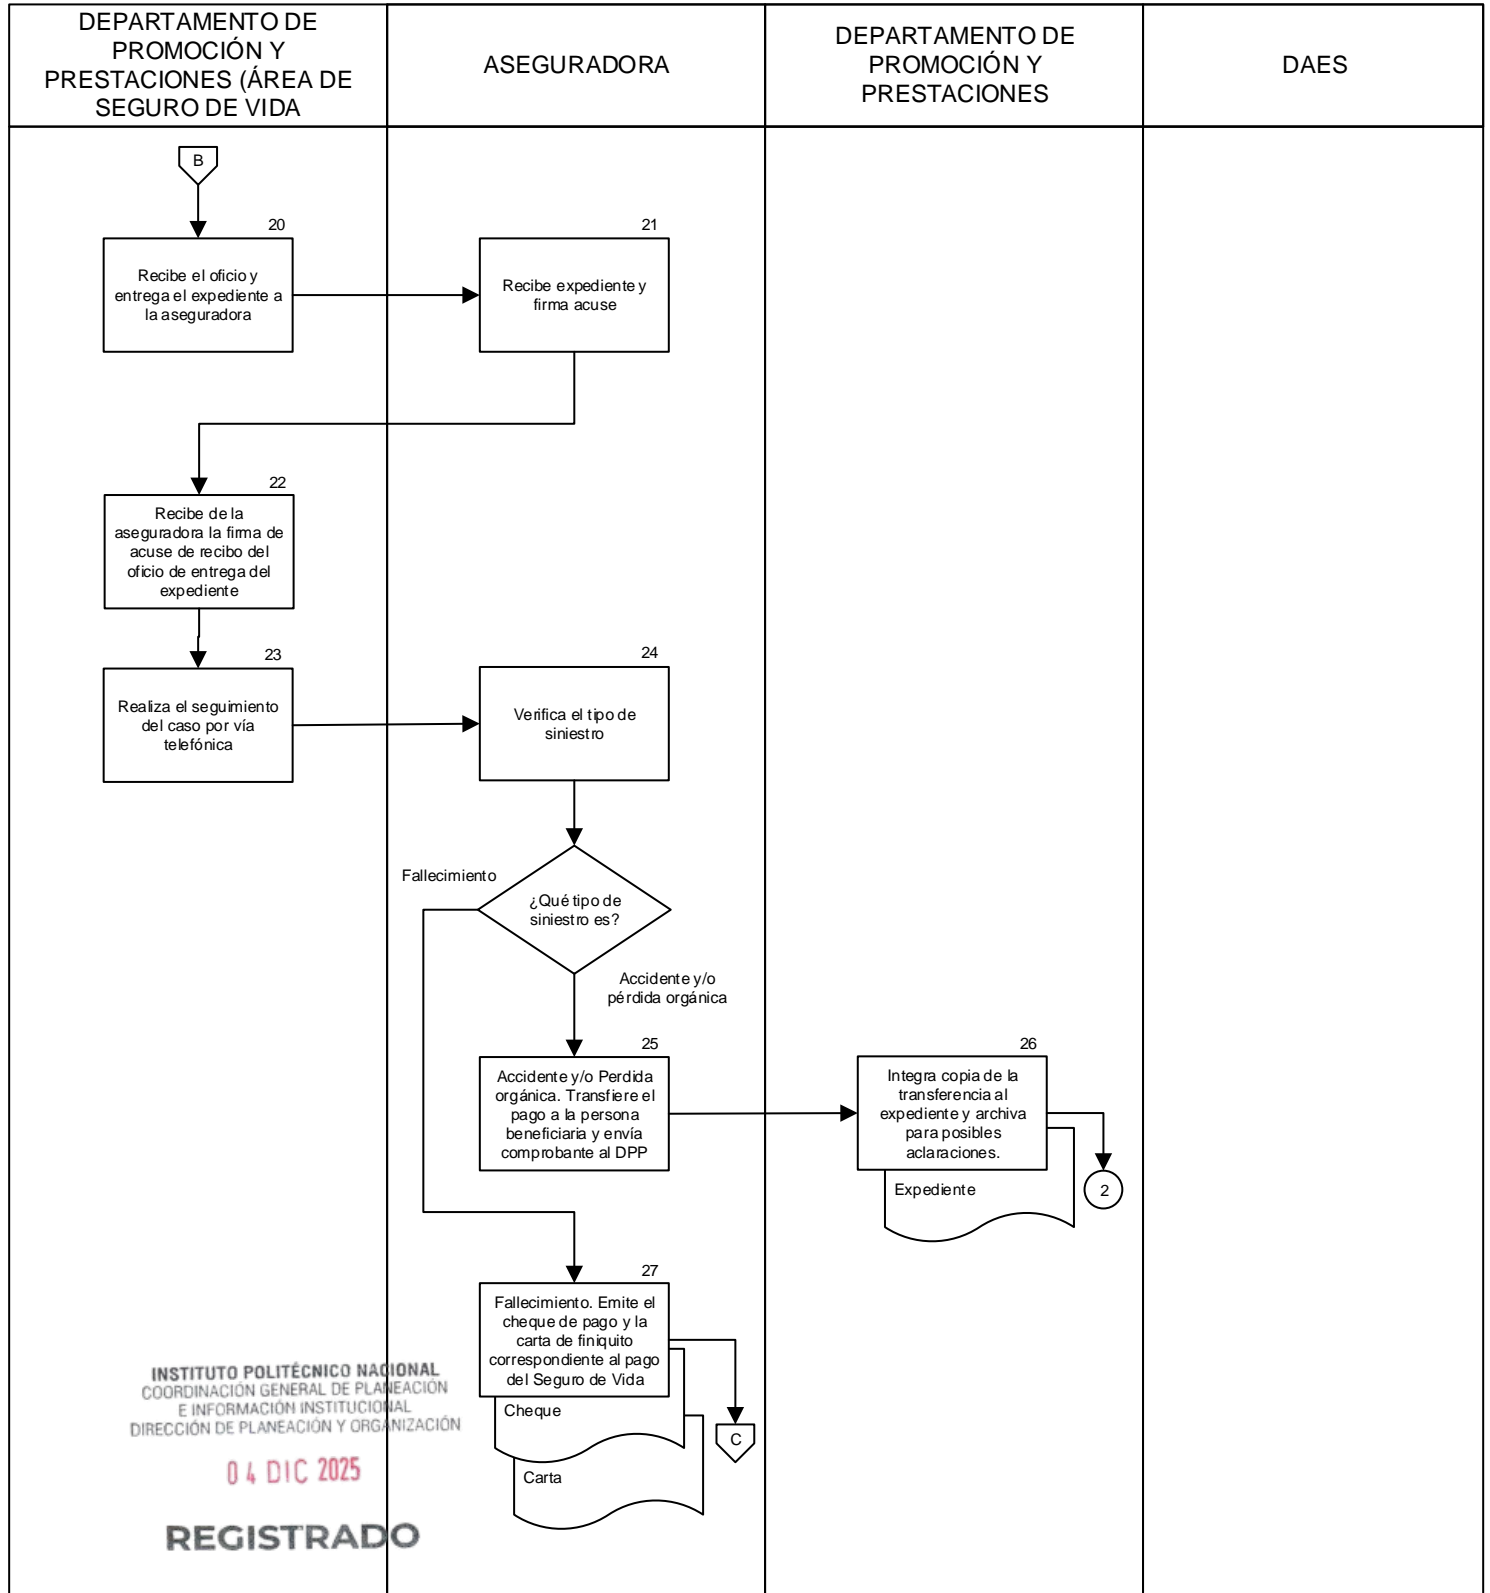 DEPARTAMENTO DE
PROMOCIÓN Y
PRESTACIONES (ÁREA DE
SEGURO DE VIDA
ASEGURADORA
DEPARTAMENTO DE
PROMOCIÓN Y
PRESTACIONES
DAES
B
20
Recibe el oficio y
entrega el expediente a
la aseguradora
21
Recibe expediente y
firma acuse
22
Recibe de la
aseguradora la firma de
acuse de recibo del
oficio de entrega del
expediente
23
Realiza el seguimiento
del caso por vía
telefónica
24
Verifica el tipo de
siniestro
Fallecimiento
¿Qué tipo de
siniestro es?
Accidente y/o
pérdida orgánica
25
Accidente y/o Perdida
orgánica. Transfiere el
pago a la persona
beneficiaria y envía
comprobante al DPP
26
Integra copia de la
transferencia al
expediente y archiva
para posibles
aclaraciones.
Expediente
2
27
Fallecimiento. Emite el
cheque de pago y la
carta de finiquito
correspondiente al pago
del Seguro de Vida
Cheque
Carta
C
INSTITUTO POLITÉCNICO NACIONAL
COORDINACIÓN GENERAL DE PLANEACIÓN
E INFORMACIÓN INSTITUCIONAL
DIRECCIÓN DE PLANEACIÓN Y ORGANIZACIÓN
04 DIC 2025
REGISTRADO